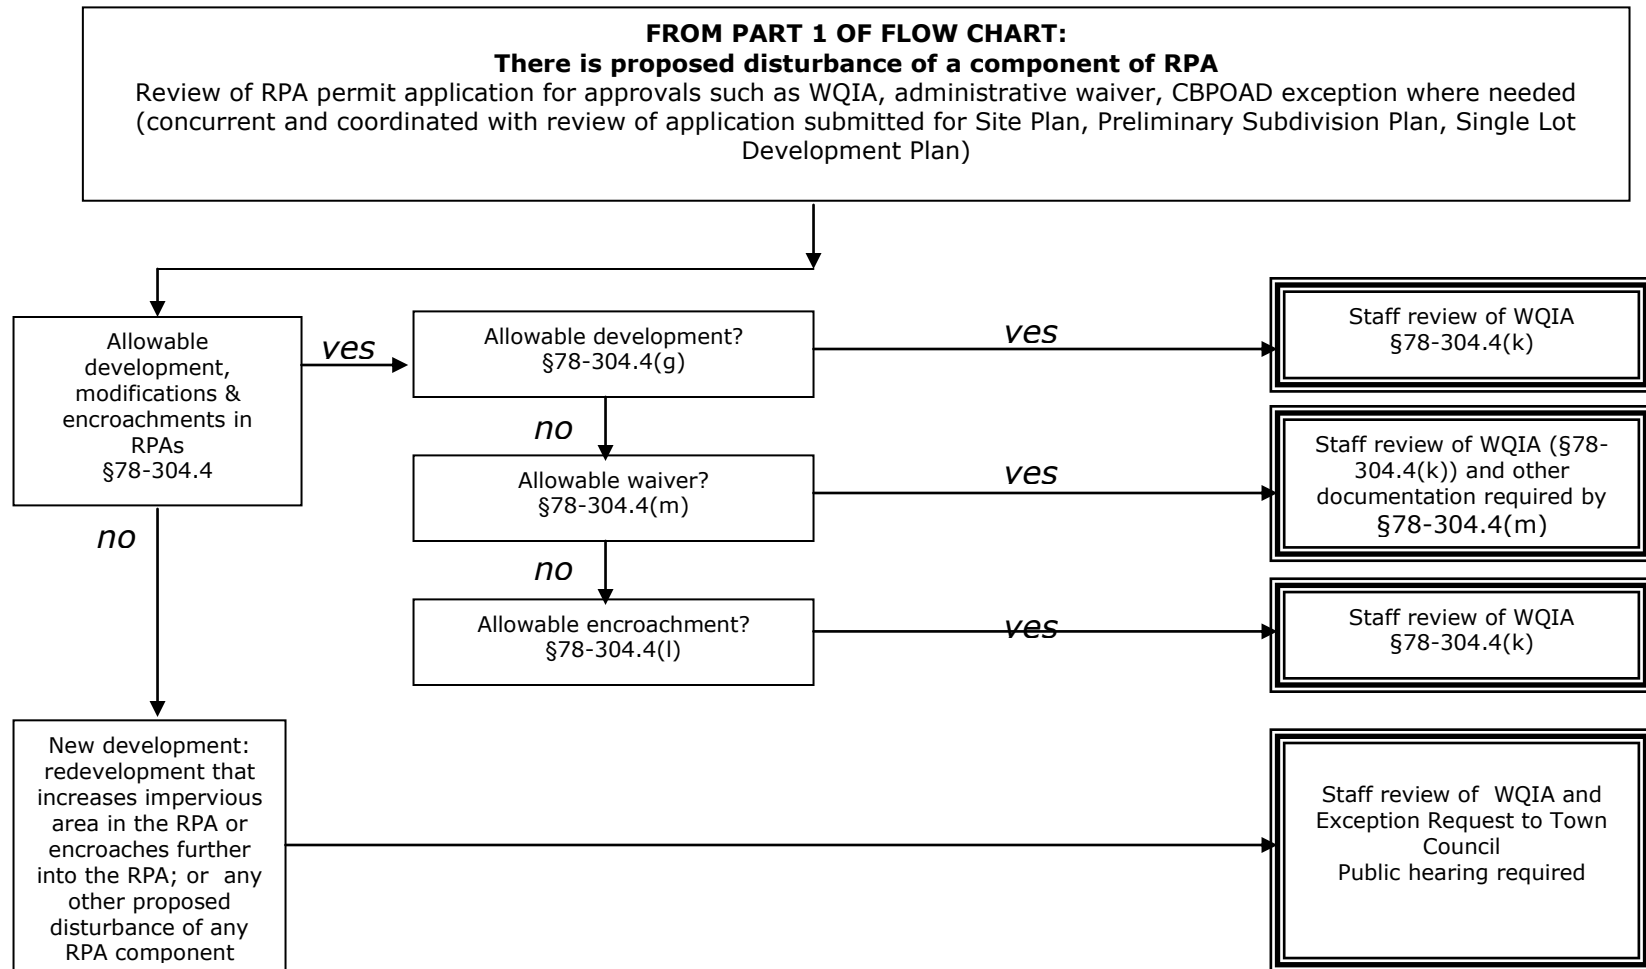 FROM PART 1 OF FLOW CHART:
There is proposed disturbance of a component of RPA
Review of RPA permit application for approvals such as WQIA, administrative waiver, CBPOAD exception where needed
(concurrent and coordinated with review of application submitted for Site Plan, Preliminary Subdivision Plan, Single Lot
Development Plan)
Allowable
development,
modifications &
encroachments in
RPAs
§78-304.4
yes
Allowable development?
§78-304.4(g)
yes
Staff review of WQIA
§78-304.4(k)
no
Allowable waiver?
§78-304.4(m)
yes
Staff review of WQIA (§78-
304.4(k)) and other
documentation required by
§78-304.4(m)
no
Allowable encroachment?
§78-304.4(l)
yes
Staff review of WQIA
§78-304.4(k)
no
New development:
redevelopment that
increases impervious
area in the RPA or
encroaches further
into the RPA; or any
other proposed
disturbance of any
RPA component
Staff review of WQIA and
Exception Request to Town
Council
Public hearing required